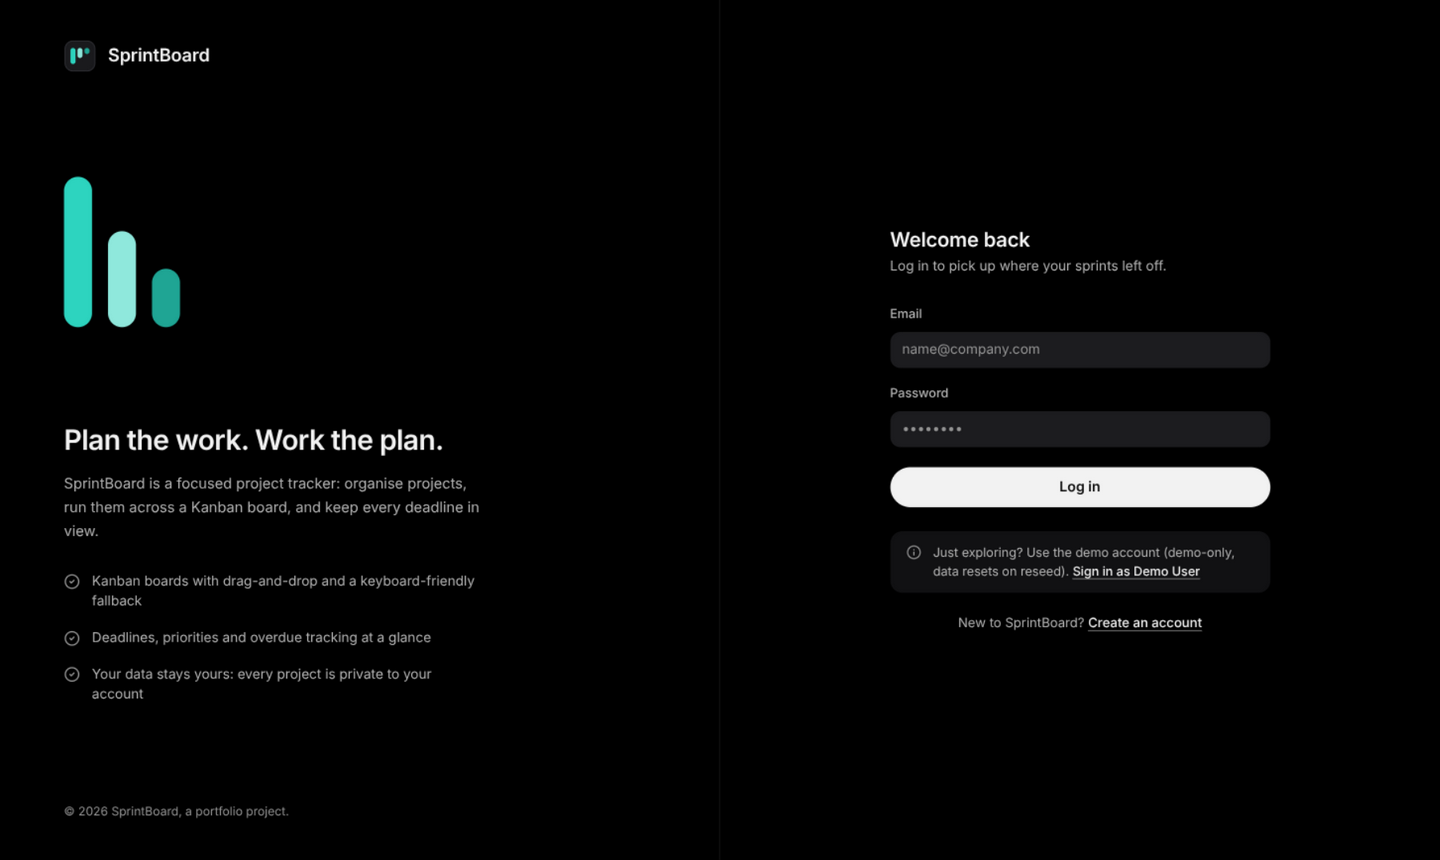 SprintBoard
Plan the work. Work the plan.
SprintBoard is a focused project tracker: organise projects,
run them across a Kanban board, and keep every deadline in
view.
Kanban boards with drag-and-drop and a keyboard-friendly
fallback
Deadlines, priorities and overdue tracking at a glance
Your data stays yours: every project is private to your
account
© 2026 SprintBoard, a portfolio project.
Welcome back
Log in to pick up where your sprints left off.
Email
name@company.com
Password
••••••••
Log in
Just exploring? Use the demo account (demo-only,
data resets on reseed). Sign in as Demo User
New to SprintBoard? Create an account